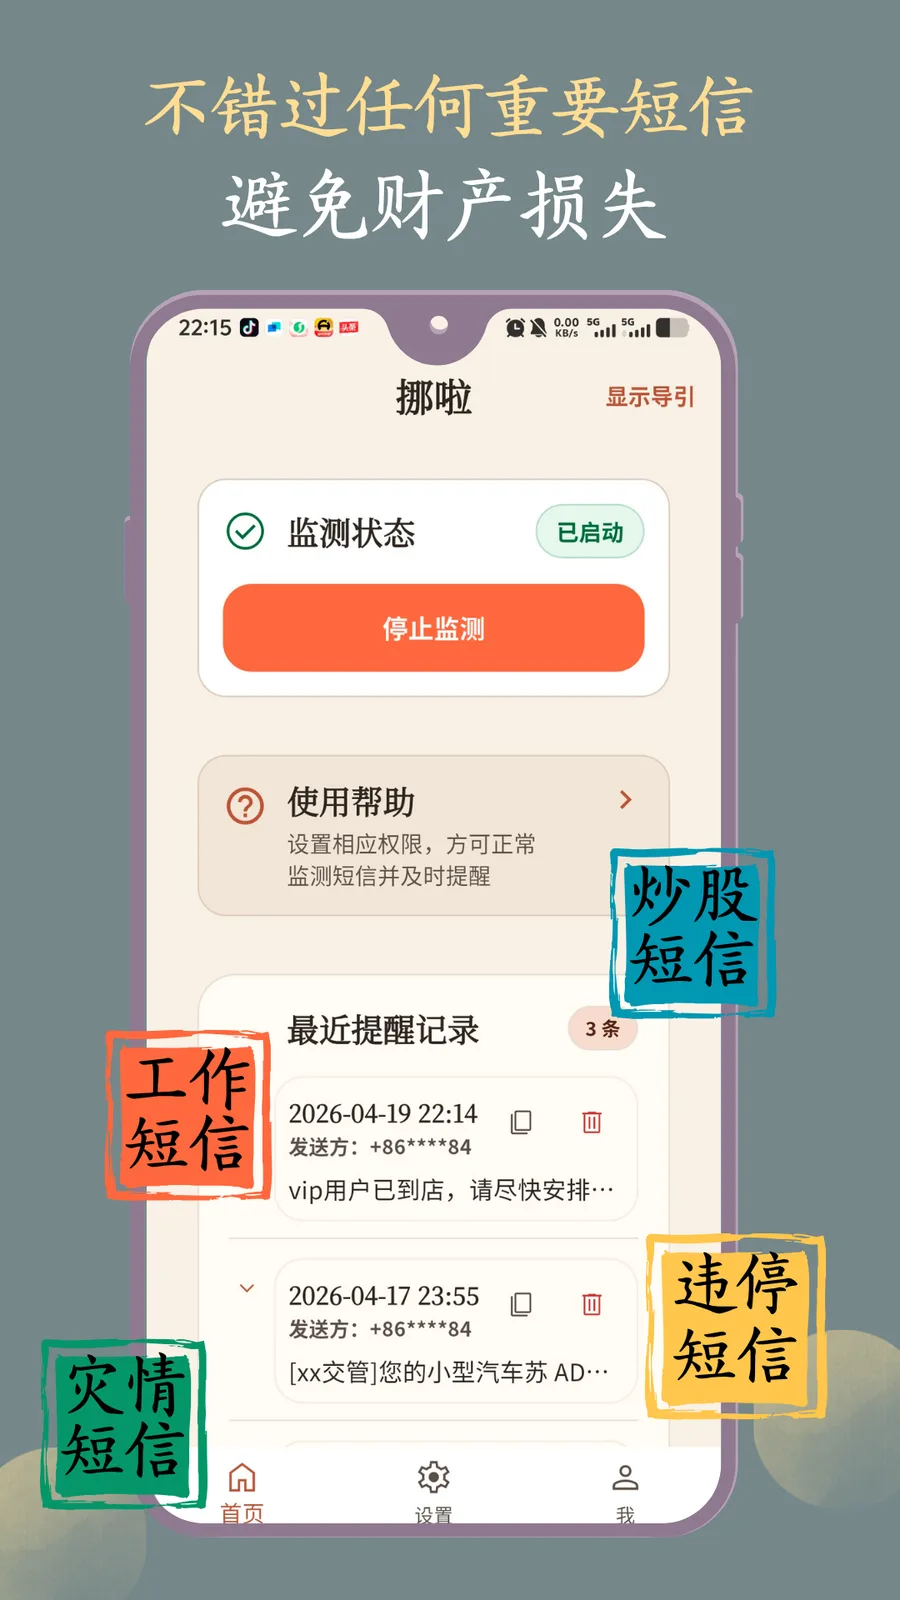 不错过任何重要短信
避免财产损失
22:15
头条
0.00
KB/s
5G
5G
挪啦
显示导引
监测状态
已启动
停止监测
使用帮助
设置相应权限，方可正常
监测短信并及时提醒
炒股
短信
最近提醒记录
3 条
工作
短信
2026-04-19 22:14
发送方：+86****84
vip用户已到店，请尽快安排…
违停
短信
2026-04-17 23:55
发送方：+86****84
[xx交管]您的小型汽车苏 AD…
灾情
短信
首页
设置
我